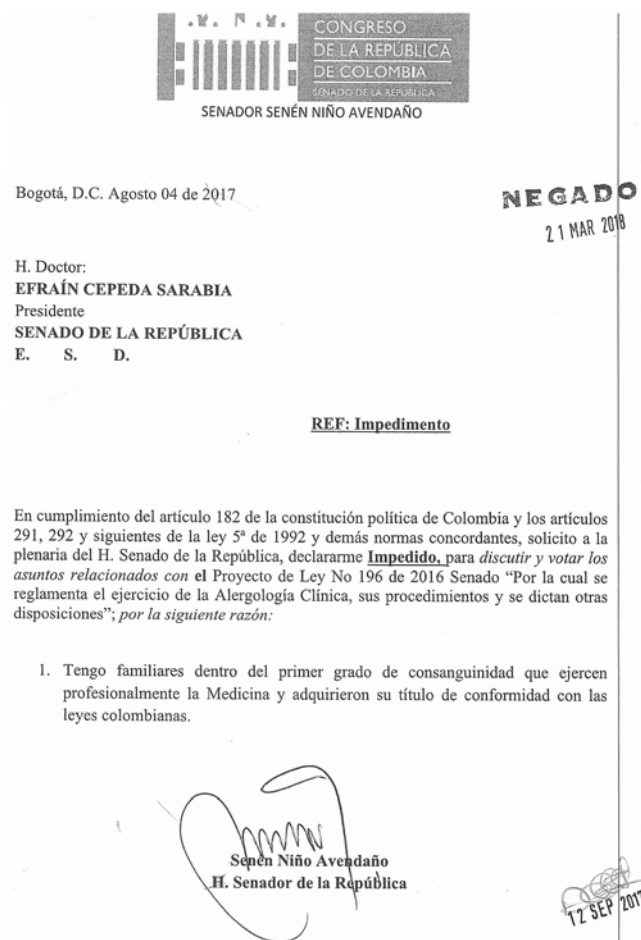 CONGRESO
DE LA REPÚBLICA
DE COLOMBIA
SENADO DE LA REPÚBLICA
SENADOR SENÉN NIÑO AVENDAÑO
Bogotá, D.C. Agosto 04 de 2017
NEGADO
21 MAR 2018
H. Doctor:
EFRAÍN CEPEDA SARABIA
Presidente
SENADO DE LA REPÚBLICA
E. S. D.
REF: Impedimento
En cumplimiento del artículo 182 de la constitución política de Colombia y los artículos
291, 292 y siguientes de la ley 5ª de 1992 y demás normas concordantes, solicito a la
plenaria del H. Senado de la República, declararme Impedido, para discutir y votar los
asuntos relacionados con el Proyecto de Ley No 196 de 2016 Senado “Por la cual se
reglamenta el ejercicio de la Alergología Clínica, sus procedimientos y se dictan otras
disposiciones”; por la siguiente razón:
1. Tengo familiares dentro del primer grado de consanguinidad que ejercen
profesionalmente la Medicina y adquirieron su título de conformidad con las
leyes colombianas.
Senén Niño Avendaño
H. Senador de la República
12 SEP 2017